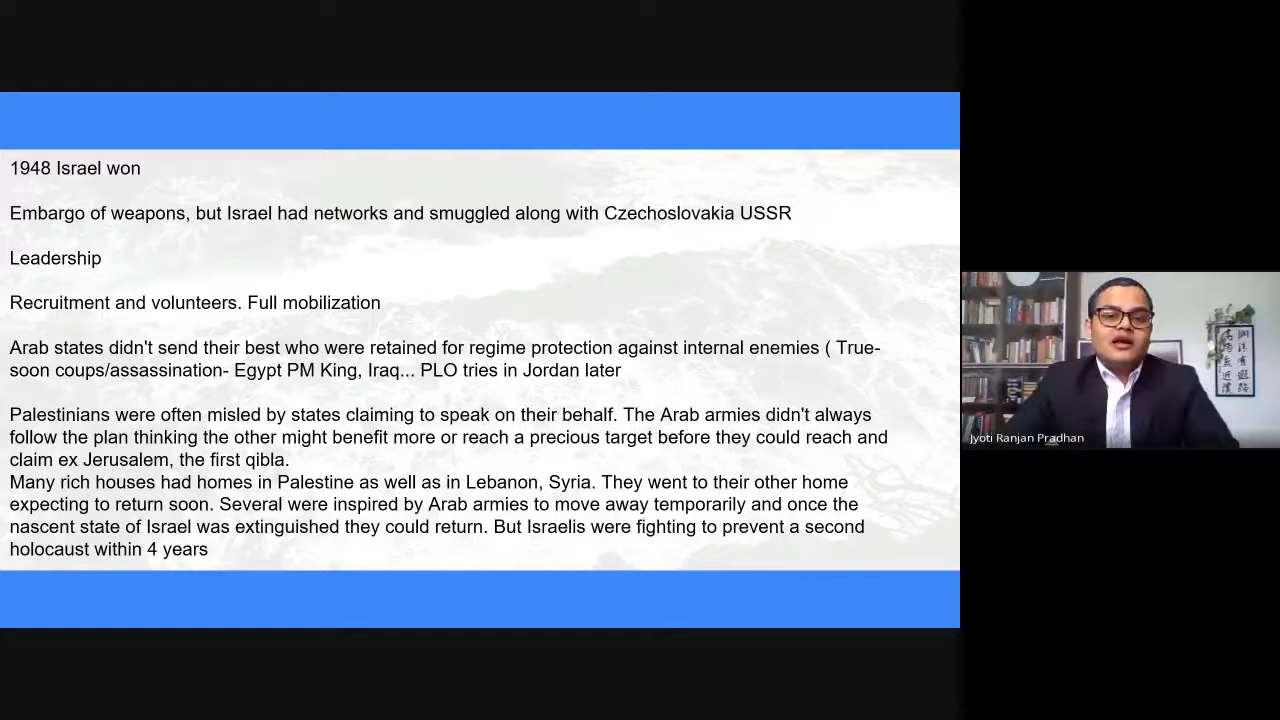 1948 Israel won
Embargo of weapons, but Israel had networks and smuggled along with Czechoslovakia USSR
Leadership
Recruitment and volunteers. Full mobilization
Arab states didn't send their best who were retained for regime protection against internal enemies ( True-
soon coups/assassination- Egypt PM King, Iraq... PLO tries in Jordan later
Palestinians were often misled by states claiming to speak on their behalf. The Arab armies didn't always
follow the plan thinking the other might benefit more or reach a precious target before they could reach and
claim ex Jerusalem, the first qibla.
Many rich houses had homes in Palestine as well as in Lebanon, Syria. They went to their other home
expecting to return soon. Several were inspired by Arab armies to move away temporarily and once the
nascent state of Israel was extinguished they could return. But Israelis were fighting to prevent a second
holocaust within 4 years
Jyoti Ranjan Pradhan